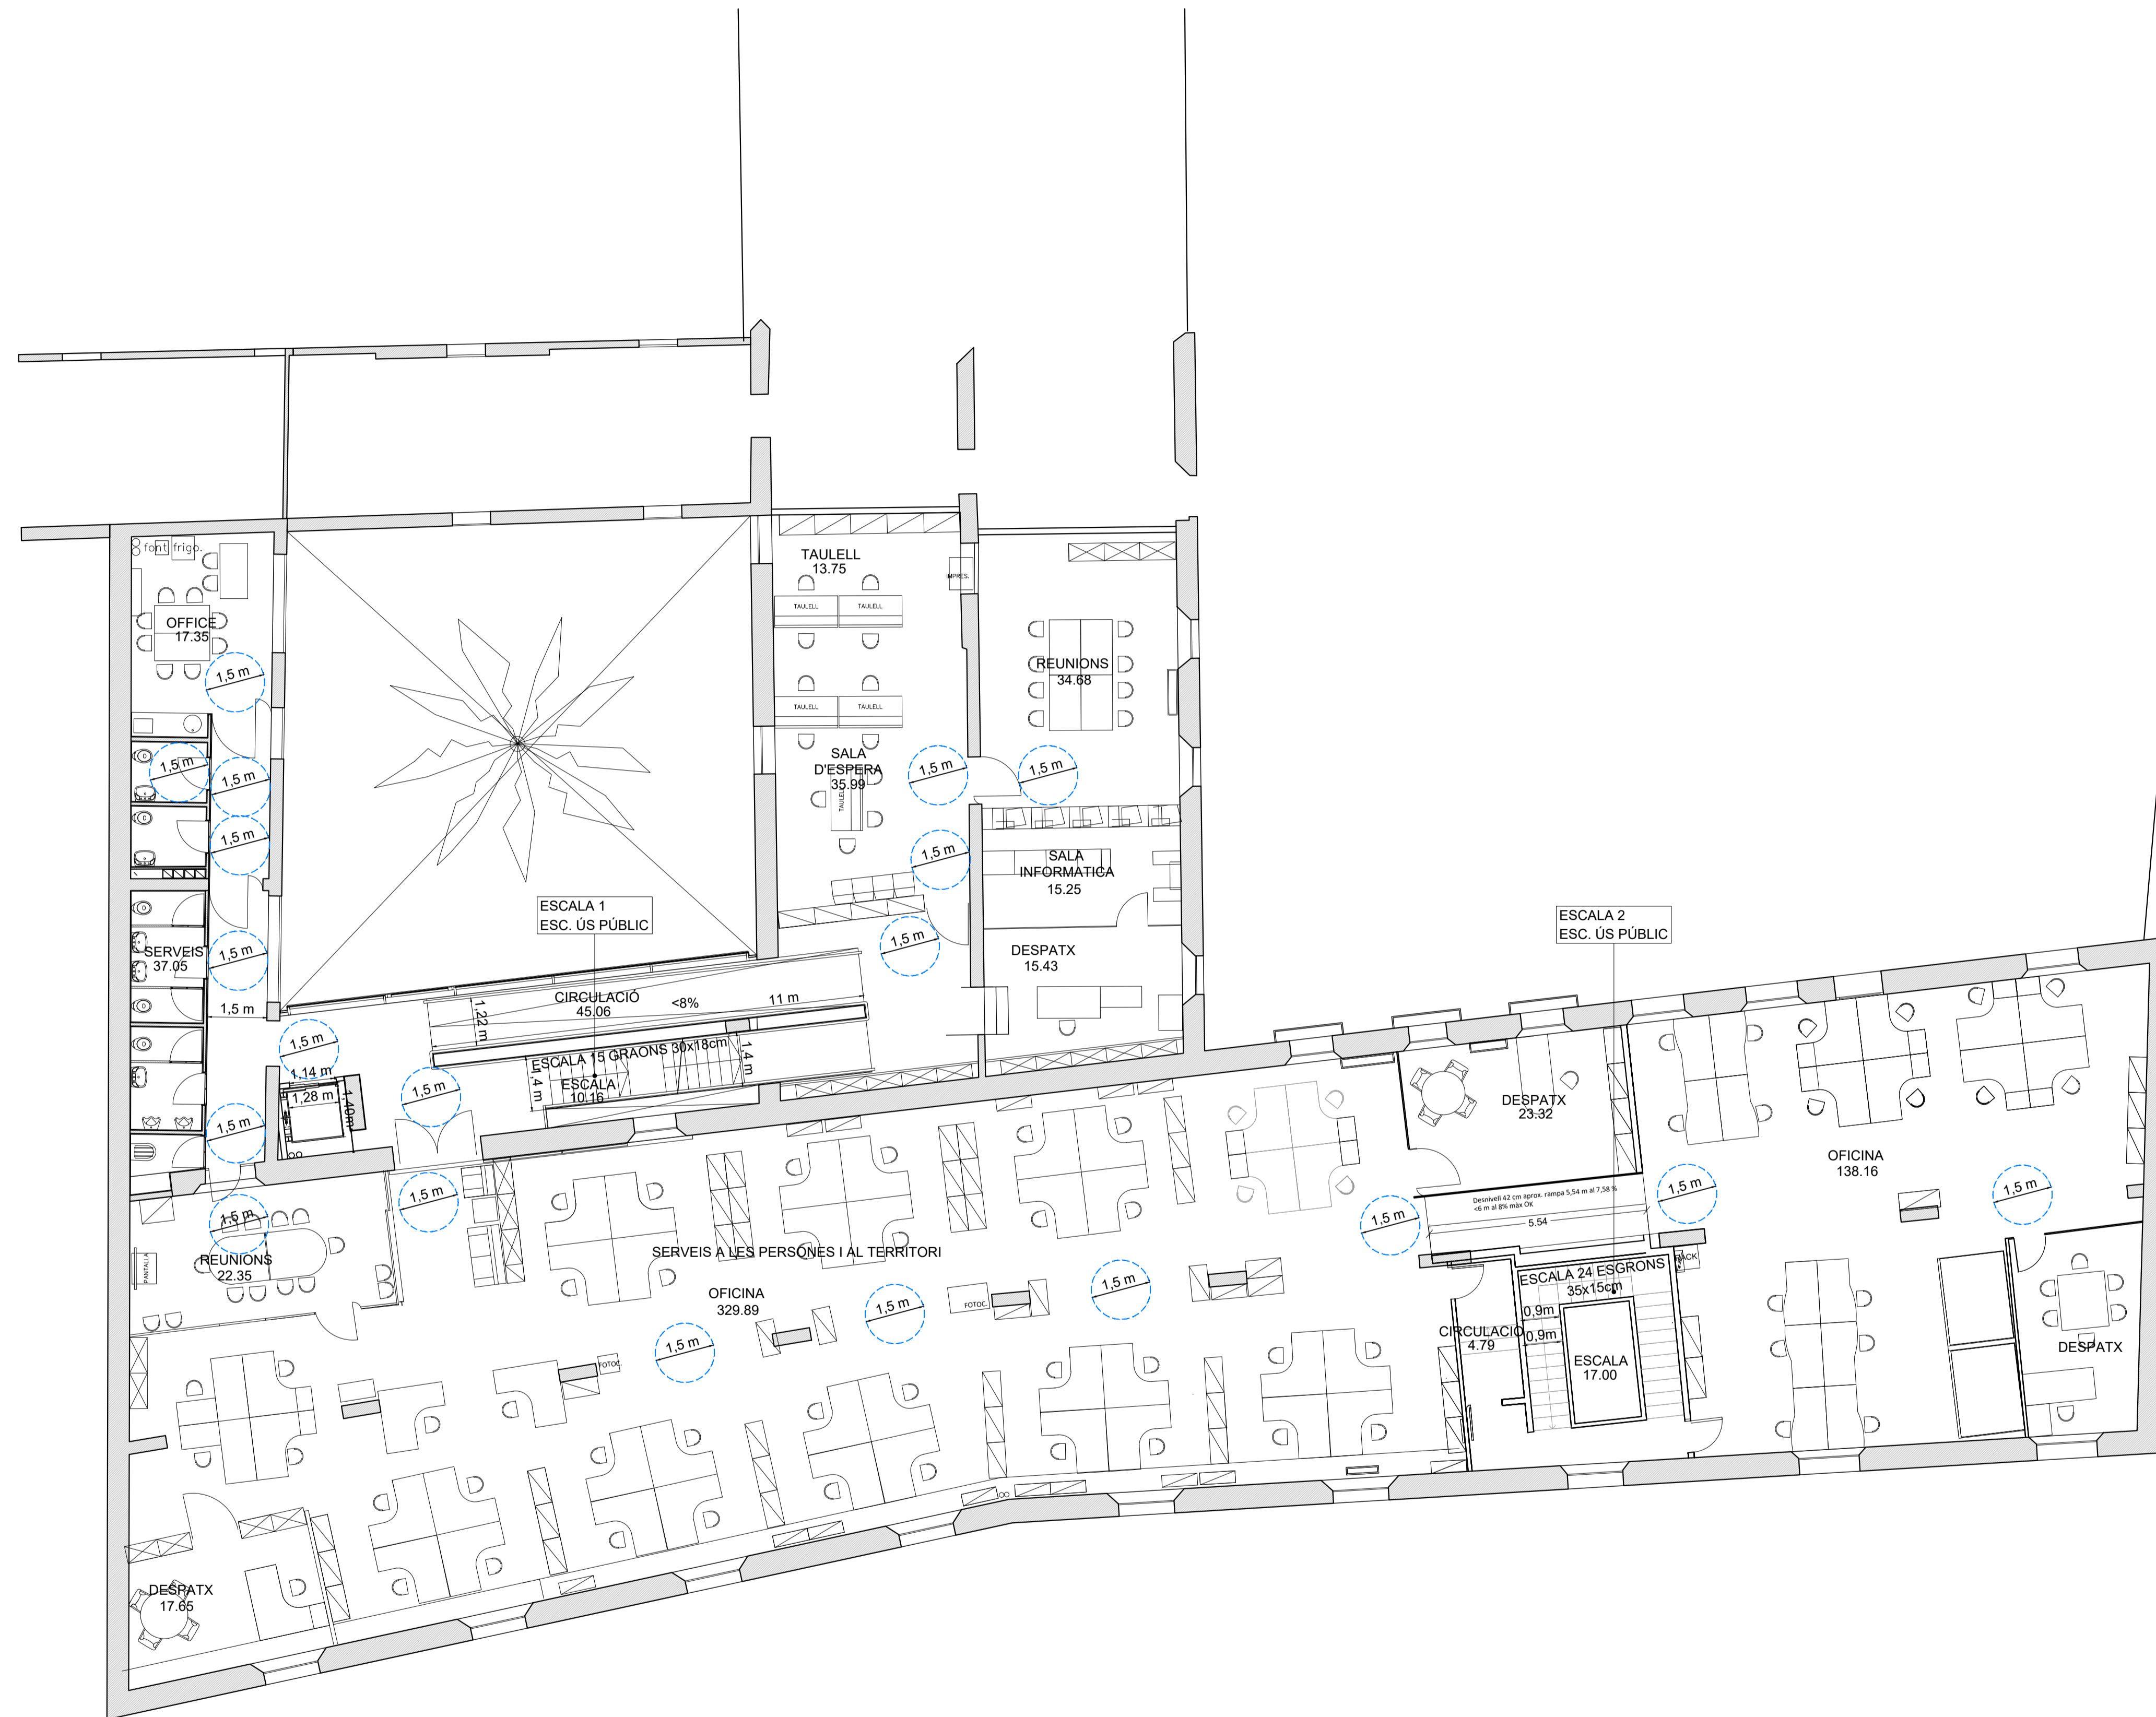 font frigo.
OFFICE
17.35
1,5 m
1,5 m
1,5 m
1,5 m
SERVEIS
37.05
1,5 m
1,5 m
1,5 m
1,14 m
1,28 m
1,40m
1,5 m
1,5 m
TAULELL
13.75
IMPRES.
TAULELL
TAULELL
TAULELL
TAULELL
SALA
D'ESPERA
35.99
TAULELL
1,5 m
1,5 m
REUNIONS
34.68
1,5 m
SALA
INFORMÀTICA
15.25
1,5 m
DESPATX
15.43
ESCALA 1
ESC. ÚS PÚBLIC
CIRCULACIÓ
45.06
<8%
11 m
1,22 m
ESCALA 15 GRAONS 30x18cm
1,4 m
1,4 m
ESCALA
10.16
1,5 m
ESCALA 2
ESC. ÚS PÚBLIC
DESPATX
23.32
Desnivell 42 cm aprox. rampa 5,54 m al 7,58 %
<6 m al 8% màx OK
5.54
1,5 m
1,5 m
OFICINA
138.16
1,5 m
RACK
ESCALA 24 ESGRONS
35x15cm
0,9m
0,9m
CIRCULACIÓ
4.79
ESCALA
17.00
DESPATX
1,5 m
PANTALLA
REUNIONS
22.35
1,5 m
SERVEIS A LES PERSONES I AL TERRITORI
OFICINA
329.89
1,5 m
1,5 m
1,5 m
FOTOC.
FOTOC.
DESPATX
17.65